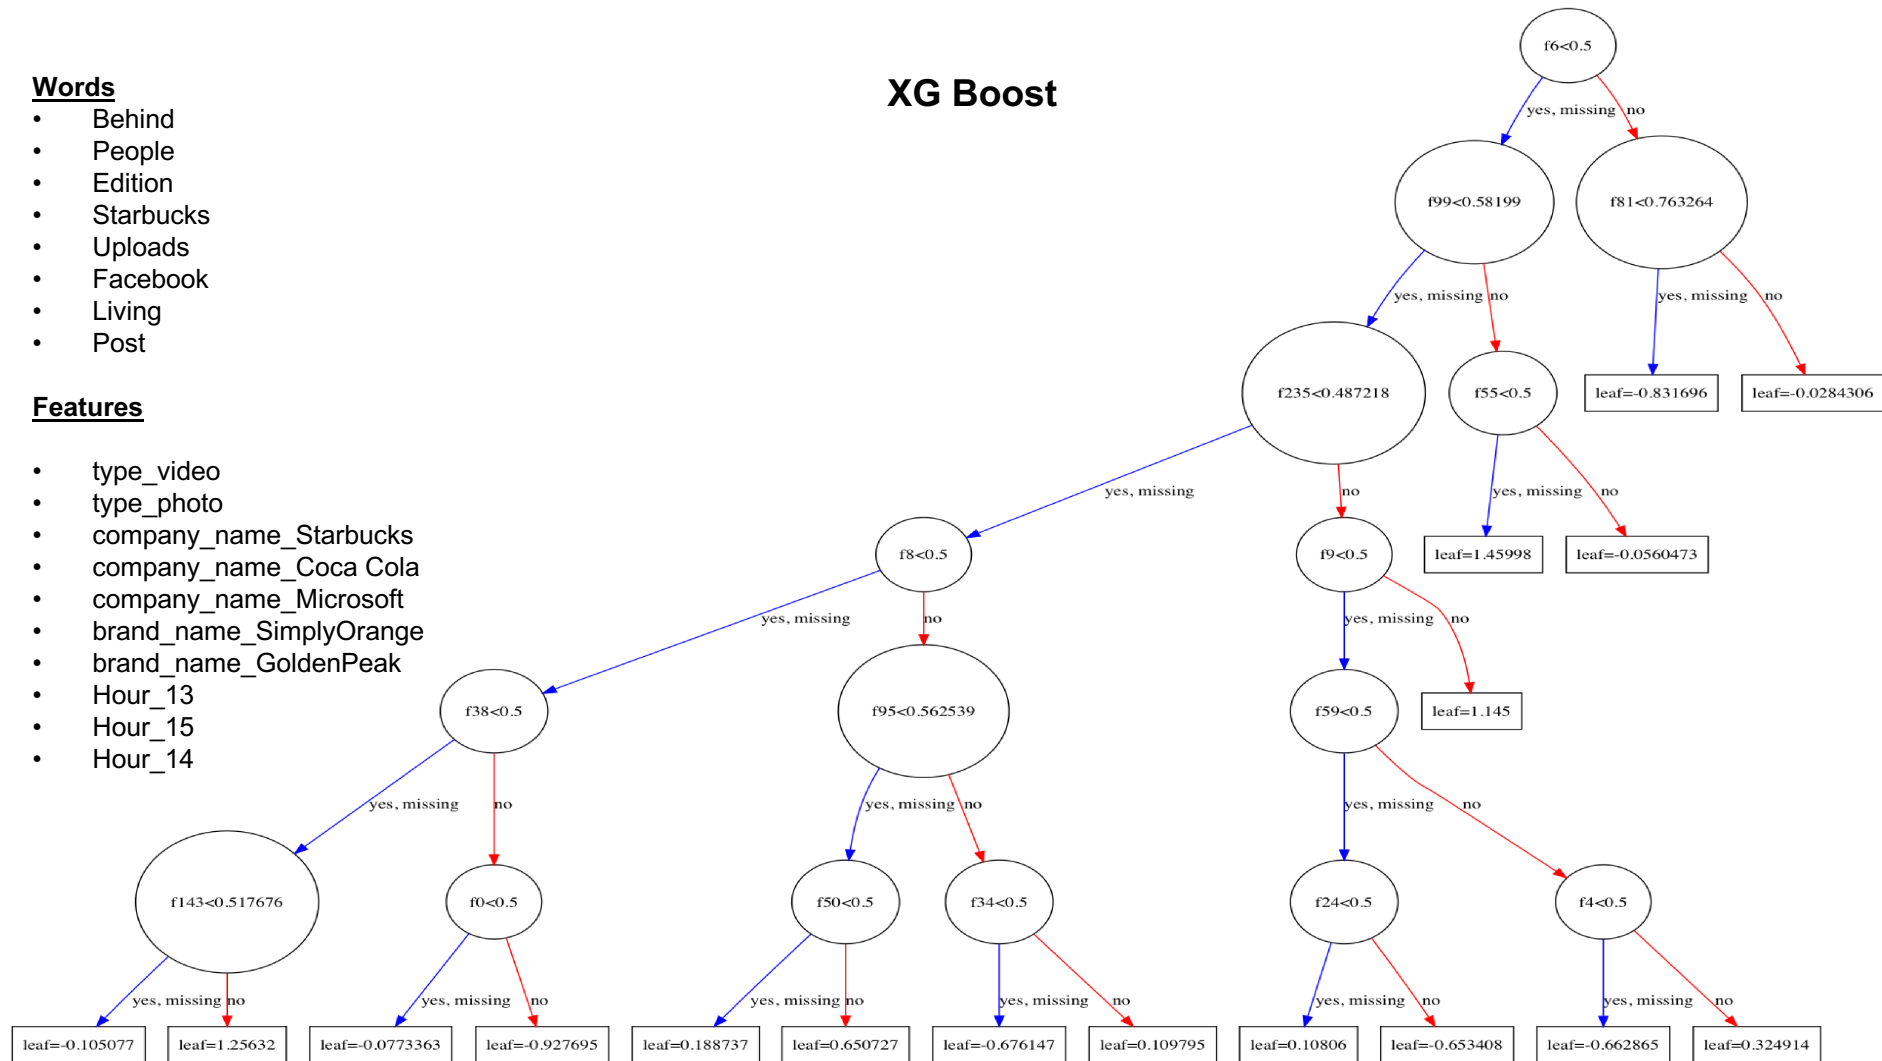 XG Boost
Words
• Behind
• People
• Edition
• Starbucks
• Uploads
• Facebook
• Living
• Post
Features
• type_video
• type_photo
• company_name_Starbucks
• company_name_Coca Cola
• company_name_Microsoft
• brand_name_SimplyOrange
• brand_name_GoldenPeak
• Hour_13
• Hour_15
• Hour_14
f6<0.5
yes, missing no
f99<0.58199 f81<0.763264
yes, missing no yes, missing no
f235<0.487218 f55<0.5 leaf=-0.831696 leaf=-0.0284306
yes, missing no yes, missing no
f8<0.5 f9<0.5 leaf=1.45998 leaf=-0.0560473
yes, missing no yes, missing no
f38<0.5 f95<0.562539 f59<0.5 leaf=1.145
yes, missing no yes, missing no yes, missing no
f143<0.517676 f0<0.5 f50<0.5 f34<0.5 f24<0.5 f4<0.5
yes, missing no yes, missing no yes, missing no yes, missing no yes, missing no yes, missing no
leaf=-0.105077 leaf=1.25632 leaf=-0.0773363 leaf=-0.927695 leaf=0.188737 leaf=0.650727 leaf=-0.676147 leaf=0.109795 leaf=0.10806 leaf=-0.653408 leaf=-0.662865 leaf=0.324914